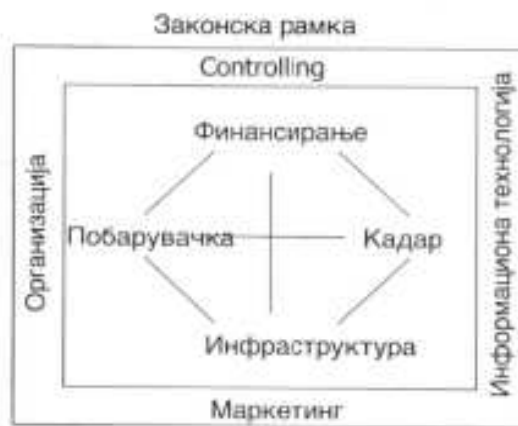 Законска рамка
Controlling
Финансирање
Организација
Побарувачка
Кадар
Информациона технологија
Инфраструктура
Маркетинг